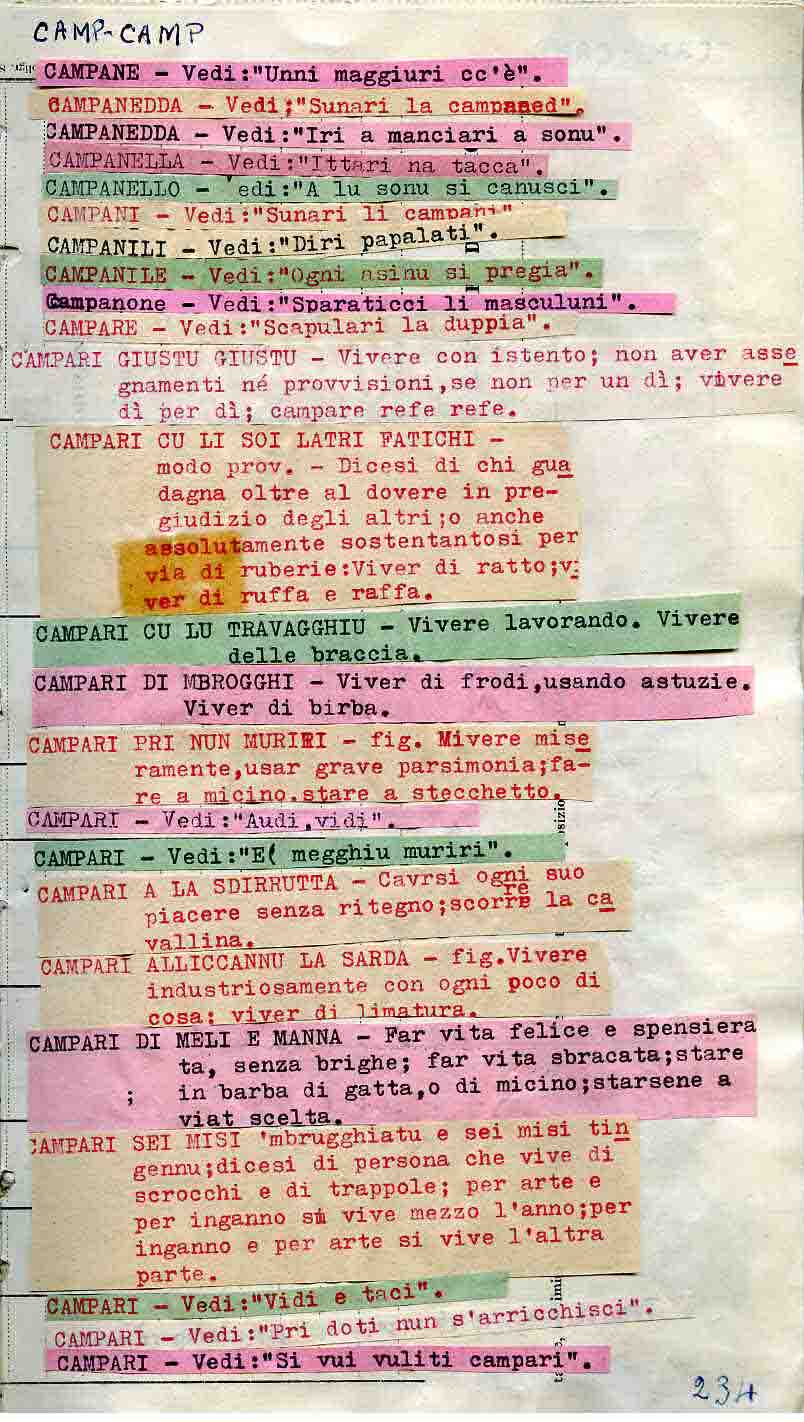 CAMP-CAMP
CAMPANE - Vedi:"Unni maggiuri cc'è".
CAMPANEDDA - Vedi;"Sunari la campaned".
CAMPANEDDA - Vedi:"Iri a manciari a sonu".
CAMPANELLA - Vedi:"Ittari na tacca".
CAMPANELLO - 'edi:"A lu sonu si canusci".
CAMPANI - Vedi:"Sunari li campani"
CAMPANILI - Vedi:"Diri papalati".
CAMPANILE - Vedi:"Ogni asinu si pregia".
Campanone - Vedi:"Sparaticci li masculuni".
CAMPARE - Vedi:"Scapulari la duppia".
CAMPARI GIUSTU GIUSTU - Vivere con istento; non aver asse
gnamenti né provvisioni,se non per un dì; vivere
dì per dì; campare refe refe.
CAMPARI CU LI SOI LATRI FATICHI -
modo prov. - Dicesi di chi gua
dagna oltre al dovere in pre-
giudizio degli altri;o anche
assolutamente sostentantosi per
via di ruberie:Viver di ratto;vi
ver di ruffa e raffa.
CAMPARI CU LU TRAVAGGHIU - Vivere lavorando. Vivere
delle braccia.
CAMPARI DI MBROGGHI - Viver di frodi,usando astuzie.
Viver di birba.
CAMPARI PRI NUN MURIRI - fig. Mivere mise
ramente,usar grave parsimonia;fa-
re a micino.stare a stecchetto.
CAMPARI - Vedi:"Audi,vidi".
CAMPARI - Vedi:"E( megghiu muriri".
CAMPARI A LA SDIRRUTTA - Cavrsi ogni suo
piacere senza ritegno;scorrere la ca
vallina.
CAMPARI ALLICCANNU LA SARDA - fig.Vivere
industriosamente con ogni poco di
cosa; viver di limatura.
CAMPARI DI MELI E MANNA - Far vita felice e spensiera
ta, senza brighe; far vita sbracata;stare
; in barba di gatta,o di micino;starsene a
viat scelta.
CAMPARI SEI MISI 'mbrugghiatu e sei misi tin
gennu;dicesi di persona che vive di
scrocchi e di trappole; per arte e
per inganno si vive mezzo l'anno;per
inganno e per arte si vive l'altra
parte.
CAMPARI - Vedi:"Vidi e taci".
CAMPARI - Vedi:"Pri doti nun s'arricchisci".
CAMPARI - Vedi:"Si vui vuliti campari".
234